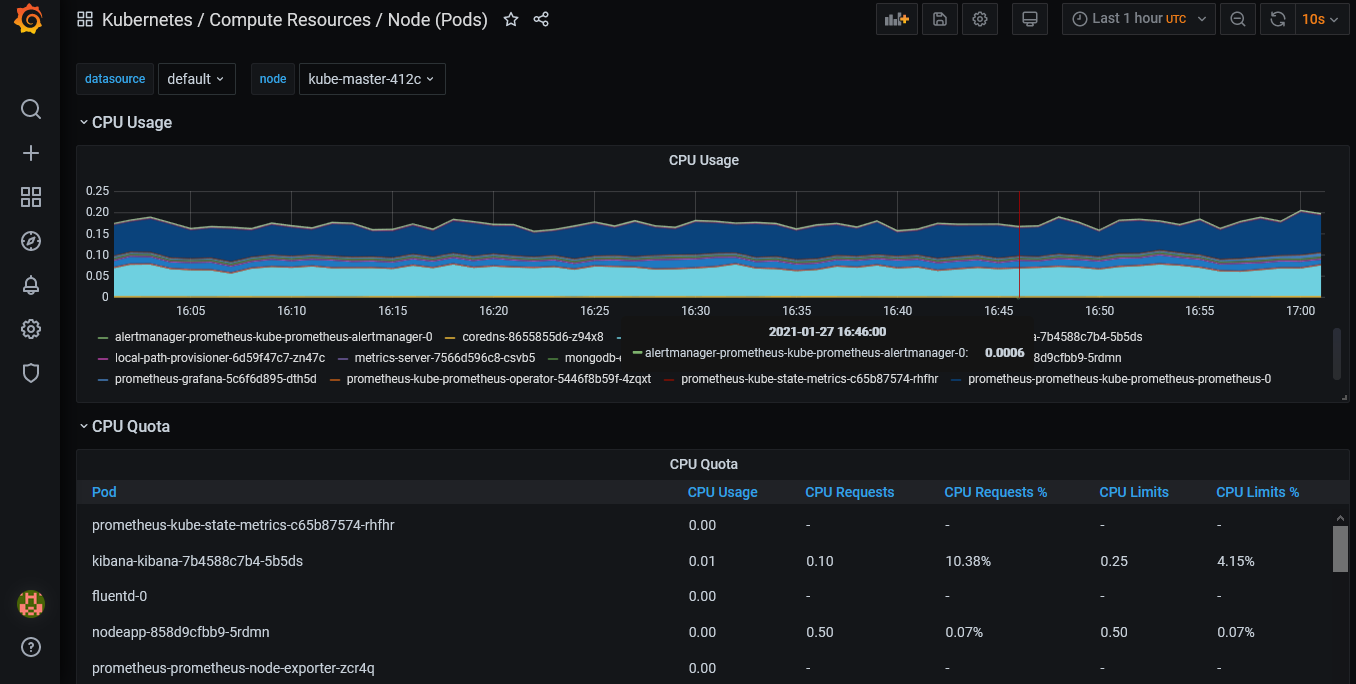 Kubernetes / Compute Resources / Node (Pods) Last 1 hour UTC 10s
datasource default node kube-master-412c
CPU Usage
CPU Usage
0.25
0.20
0.15
0.10
0.05
0
16:05 16:10 16:15 16:20 16:25 16:30 16:35 16:40 16:45 16:50 16:55 17:00
2021-01-27 16:46:00
alertmanager-prometheus-kube-prometheus-alertmanager-0: 0.0006
alertmanager-prometheus-kube-prometheus-alertmanager-0 coredns-8655855d6-z94x8 -7b4588c7b4-5b5ds
local-path-provisioner-6d59f47c7-zn47c metrics-server-7566d596c8-csvb5 mongodb- 8d9cfbb9-5rdmn
prometheus-grafana-5c6f6d895-dth5d prometheus-kube-prometheus-operator-5446f8b59f-4zqxt prometheus-kube-state-metrics-c65b87574-rhfhr prometheus-prometheus-kube-prometheus-prometheus-0
CPU Quota
CPU Quota
Pod CPU Usage CPU Requests CPU Requests % CPU Limits CPU Limits %
prometheus-kube-state-metrics-c65b87574-rhfhr 0.00 - - - -
kibana-kibana-7b4588c7b4-5b5ds 0.01 0.10 10.38% 0.25 4.15%
fluentd-0 0.00 - - - -
nodeapp-858d9cfbb9-5rdmn 0.00 0.50 0.07% 0.50 0.07%
prometheus-prometheus-node-exporter-zcr4q 0.00 - - - -